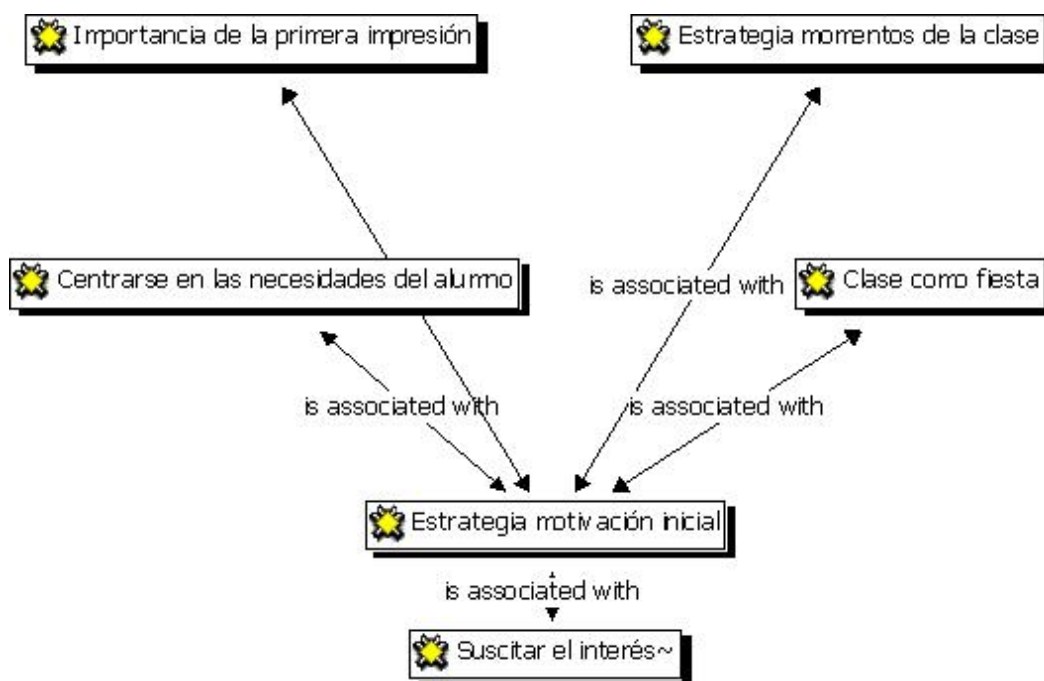 Importancia de la primera impresión
Estrategia momentos de la clase
Centrarse en las necesidades del alumno
is associated with
Clase como fiesta
is associated with
is associated with
Estrategia motivación inicial
is associated with
Suscitar el interés~